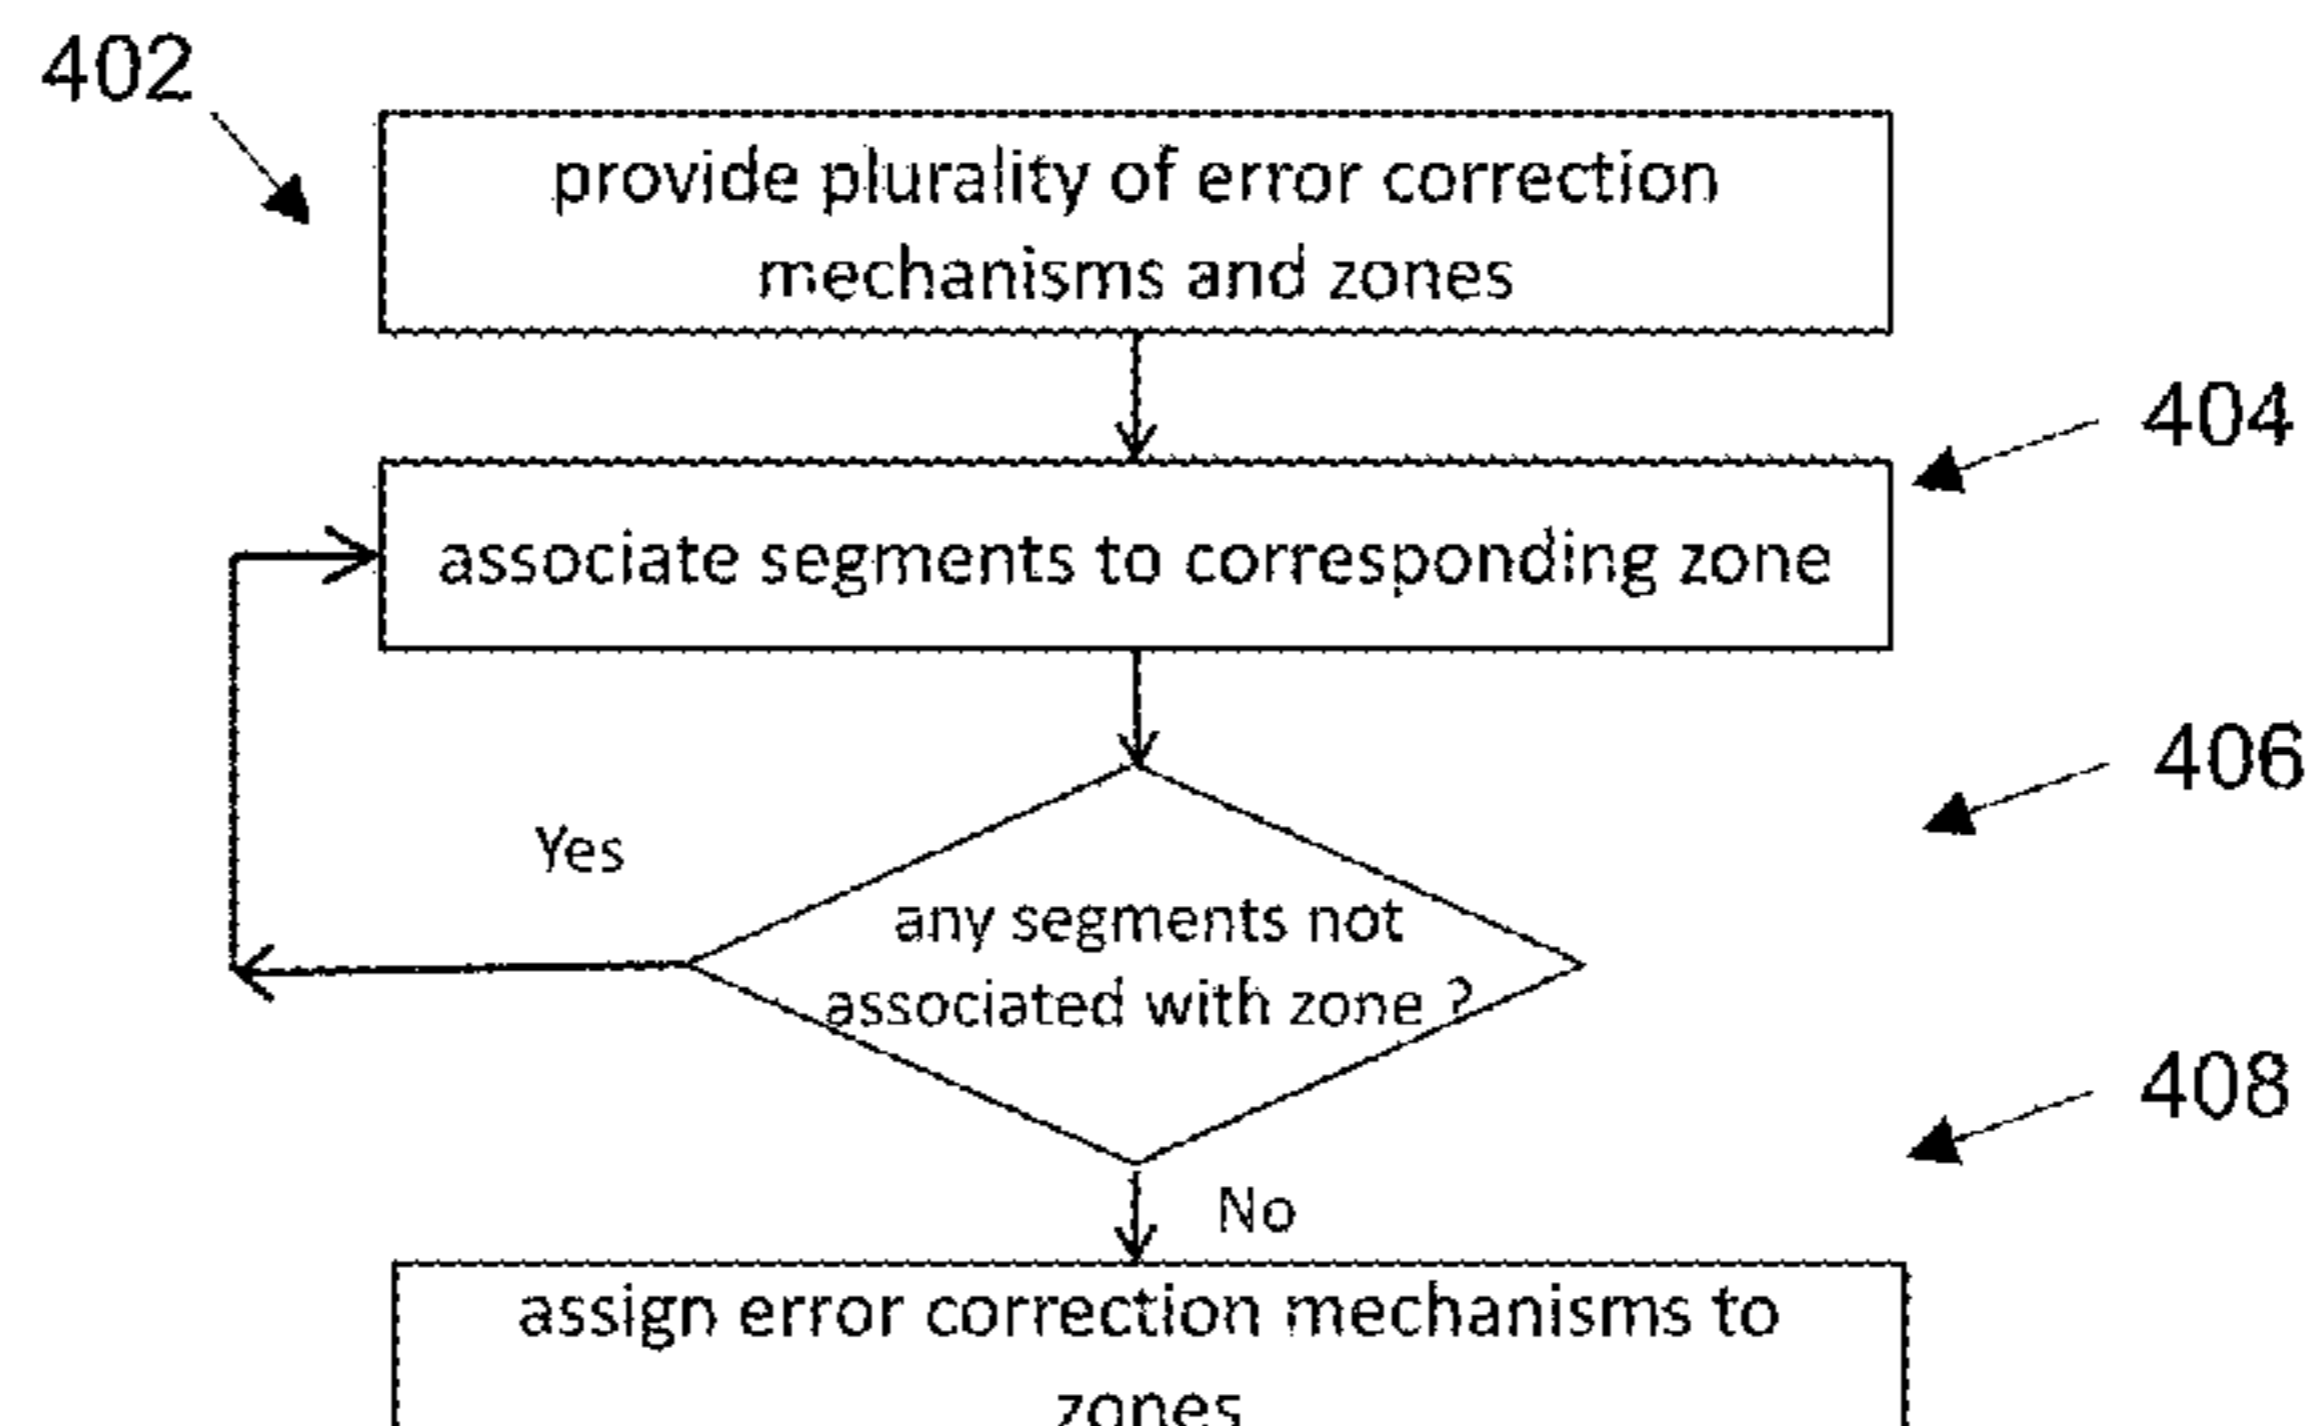 402
provide plurality of error correction
mechanisms and zones
404
associate segments to corresponding zone
406
Yes
any segments not
associated with zone ?
408
No
assign error correction mechanisms to
zones